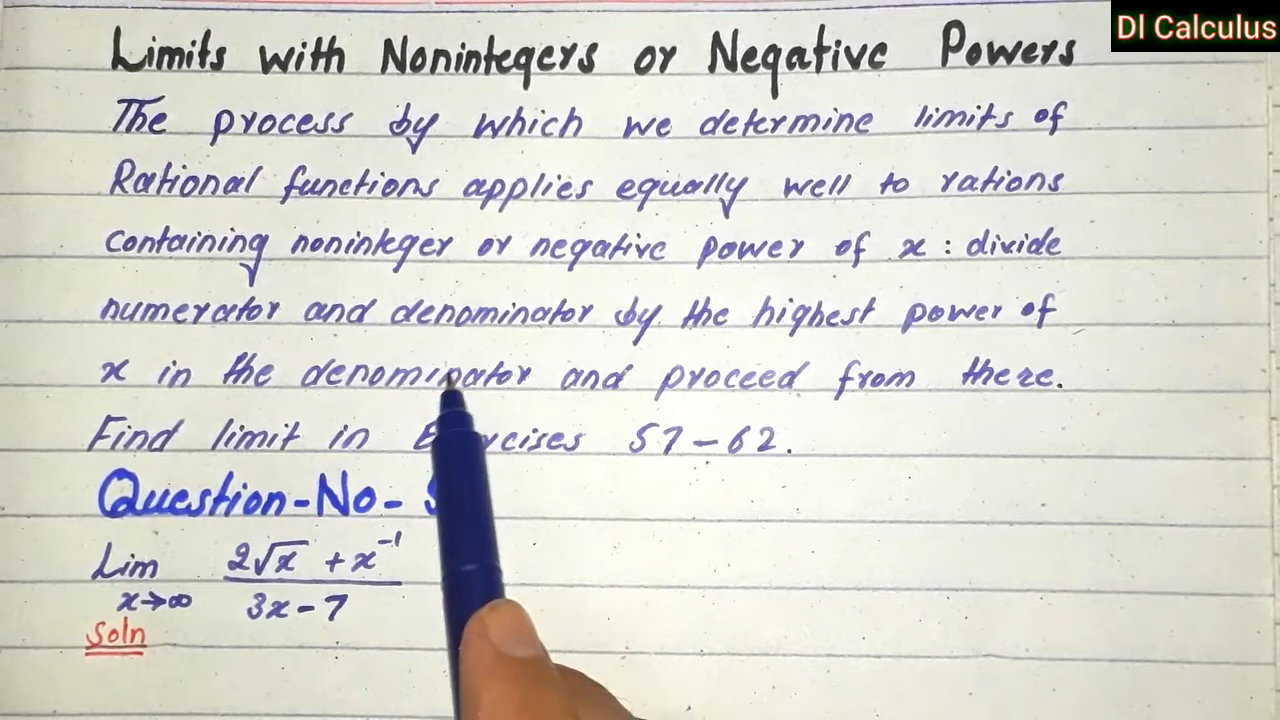 DI Calculus
Limits with Nonintegers or Negative Powers
The process by which we determine limits of
Rational functions applies equally well to rations
containing noninteger or negative power of x : divide
numerator and denominator by the highest power of
x in the denominator and proceed from there.
Find limit in Exercises 57-62.
Question-No-
Lim x→∞ (2√x + x⁻¹) / (3x - 7)
Soln